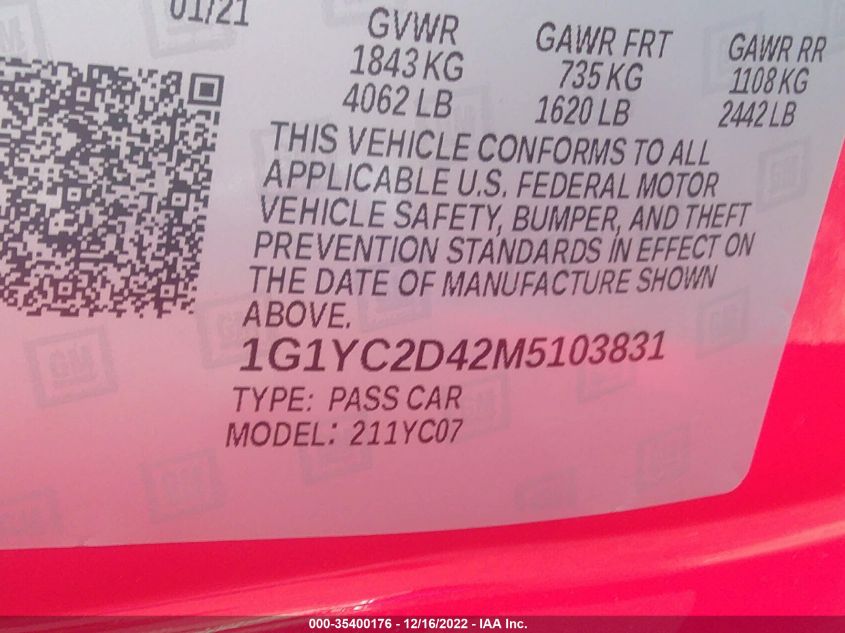 01/21
GVWR
1843 KG
4062 LB
GAWR FRT
735 KG
1620 LB
GAWR RR
1108 KG
2442 LB
THIS VEHICLE CONFORMS TO ALL
APPLICABLE U.S. FEDERAL MOTOR
VEHICLE SAFETY, BUMPER, AND THEFT
PREVENTION STANDARDS IN EFFECT ON
THE DATE OF MANUFACTURE SHOWN
ABOVE.
1G1YC2D42M5103831
TYPE: PASS CAR
MODEL: 211YC07
GM
000-35400176 - 12/16/2022 - IAA Inc.